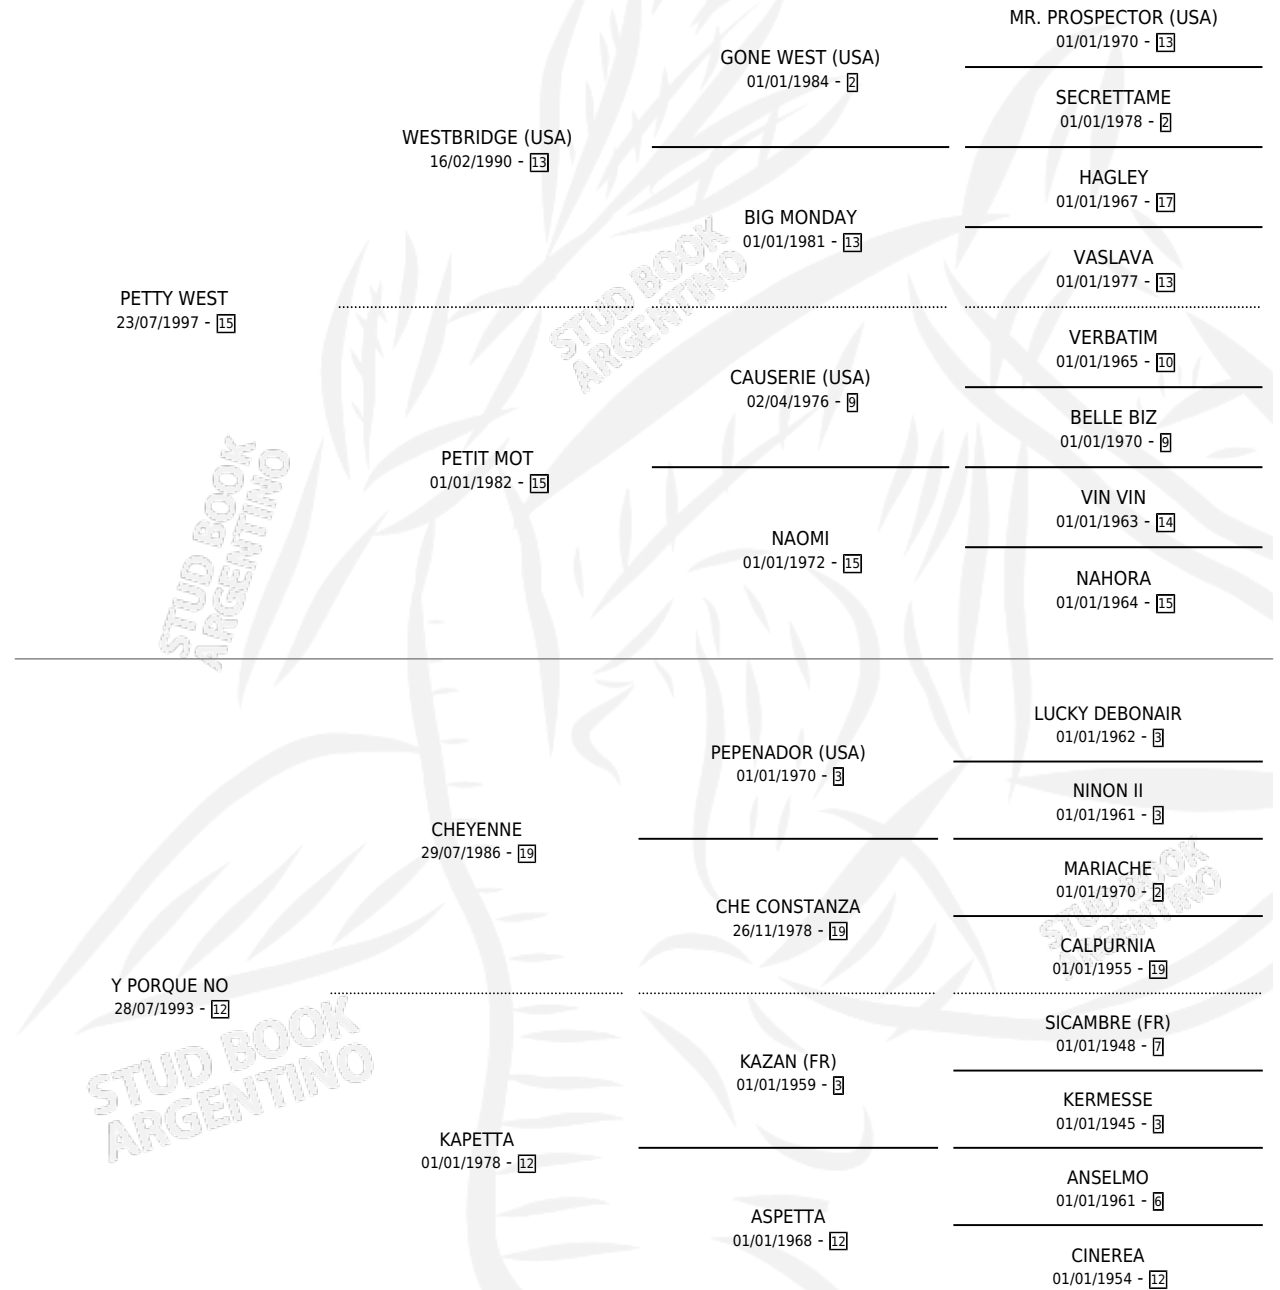 MR. PROSPECTOR (USA)
01/01/1970 - 13
GONE WEST (USA)
01/01/1984 - 2
SECRETTAME
01/01/1978 - 2
WESTBRIDGE (USA)
16/02/1990 - 13
HAGLEY
01/01/1967 - 17
BIG MONDAY
01/01/1981 - 13
VASLAVA
01/01/1977 - 13
PETTY WEST
23/07/1997 - 15
VERBATIM
01/01/1965 - 10
CAUSERIE (USA)
02/04/1976 - 9
BELLE BIZ
01/01/1970 - 9
PETIT MOT
01/01/1982 - 15
VIN VIN
01/01/1963 - 14
NAOMI
01/01/1972 - 15
NAHORA
01/01/1964 - 15
LUCKY DEBONAIR
01/01/1962 - 3
PEPENADOR (USA)
01/01/1970 - 3
NINON II
01/01/1961 - 3
CHEYENNE
29/07/1986 - 19
MARIACHE
01/01/1970 - 2
CHE CONSTANZA
26/11/1978 - 19
CALPURNIA
01/01/1955 - 19
Y PORQUE NO
28/07/1993 - 12
SICAMBRE (FR)
01/01/1948 - 7
KAZAN (FR)
01/01/1959 - 3
KERMESSE
01/01/1945 - 3
KAPETTA
01/01/1978 - 12
ANSELMO
01/01/1961 - 6
ASPETTA
01/01/1968 - 12
CINEREA
01/01/1954 - 12
STUD BOOK
ARGENTINO
STUD BOOK
ARGENTINO
STUD BOOK
ARGENTINO
STUD BOOK
ARGENTINO